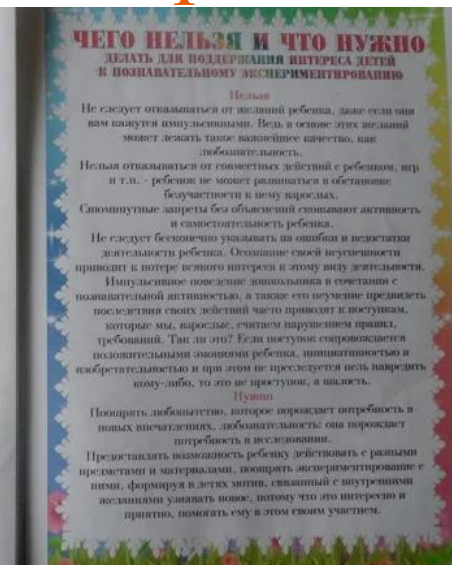 ЧЕГО НЕЛЬЗЯ И ЧТО НУЖНО
ДЕЛАТЬ ДЛЯ ПОДДЕРЖАНИЯ ИНТЕРЕСА ДЕТЕЙ
К ПОЗНАВАТЕЛЬНОМУ ЭКСПЕРИМЕНТИРОВАНИЮ
Нельзя
Не следует отказываться от желаний ребенка, даже если они
вам кажутся импульсивными. Ведь в основе этих желаний
может лежать такое важнейшее качество, как
любознательность.
Нельзя отказываться от совместных действий с ребенком, игр
и т.п. - ребенок не может развиваться в обстановке
безучастности к нему взрослых.
Сиюминутные запреты без объяснений сковывают активность
и самостоятельность ребенка.
Не следует бесконечно указывать на ошибки и недостатки
деятельности ребенка. Осознание своей неуспешности
приводит к потере всякого интереса к этому виду деятельности.
Импульсивное поведение дошкольника в сочетании с
познавательной активностью, а также его неумение предвидеть
последствия своих действий часто приводят к поступкам,
которые мы, взрослые, считаем нарушением правил,
требований. Так ли это? Если поступок сопровождается
положительными эмоциями ребенка, инициативностью и
изобретательностью и при этом не преследуется цель навредить
кому-либо, то это не проступок, а шалость.
Нужно
Поощрять любопытство, которое порождает потребность в
новых впечатлениях, любознательность: она порождает
потребность в исследовании.
Предоставлять возможность ребенку действовать с разными
предметами и материалами, поощрять экспериментирование с
ними, формируя в детях мотив, связанный с внутренними
желаниями узнавать новое, потому что это интересно и
приятно, помогать ему в этом своим участием.